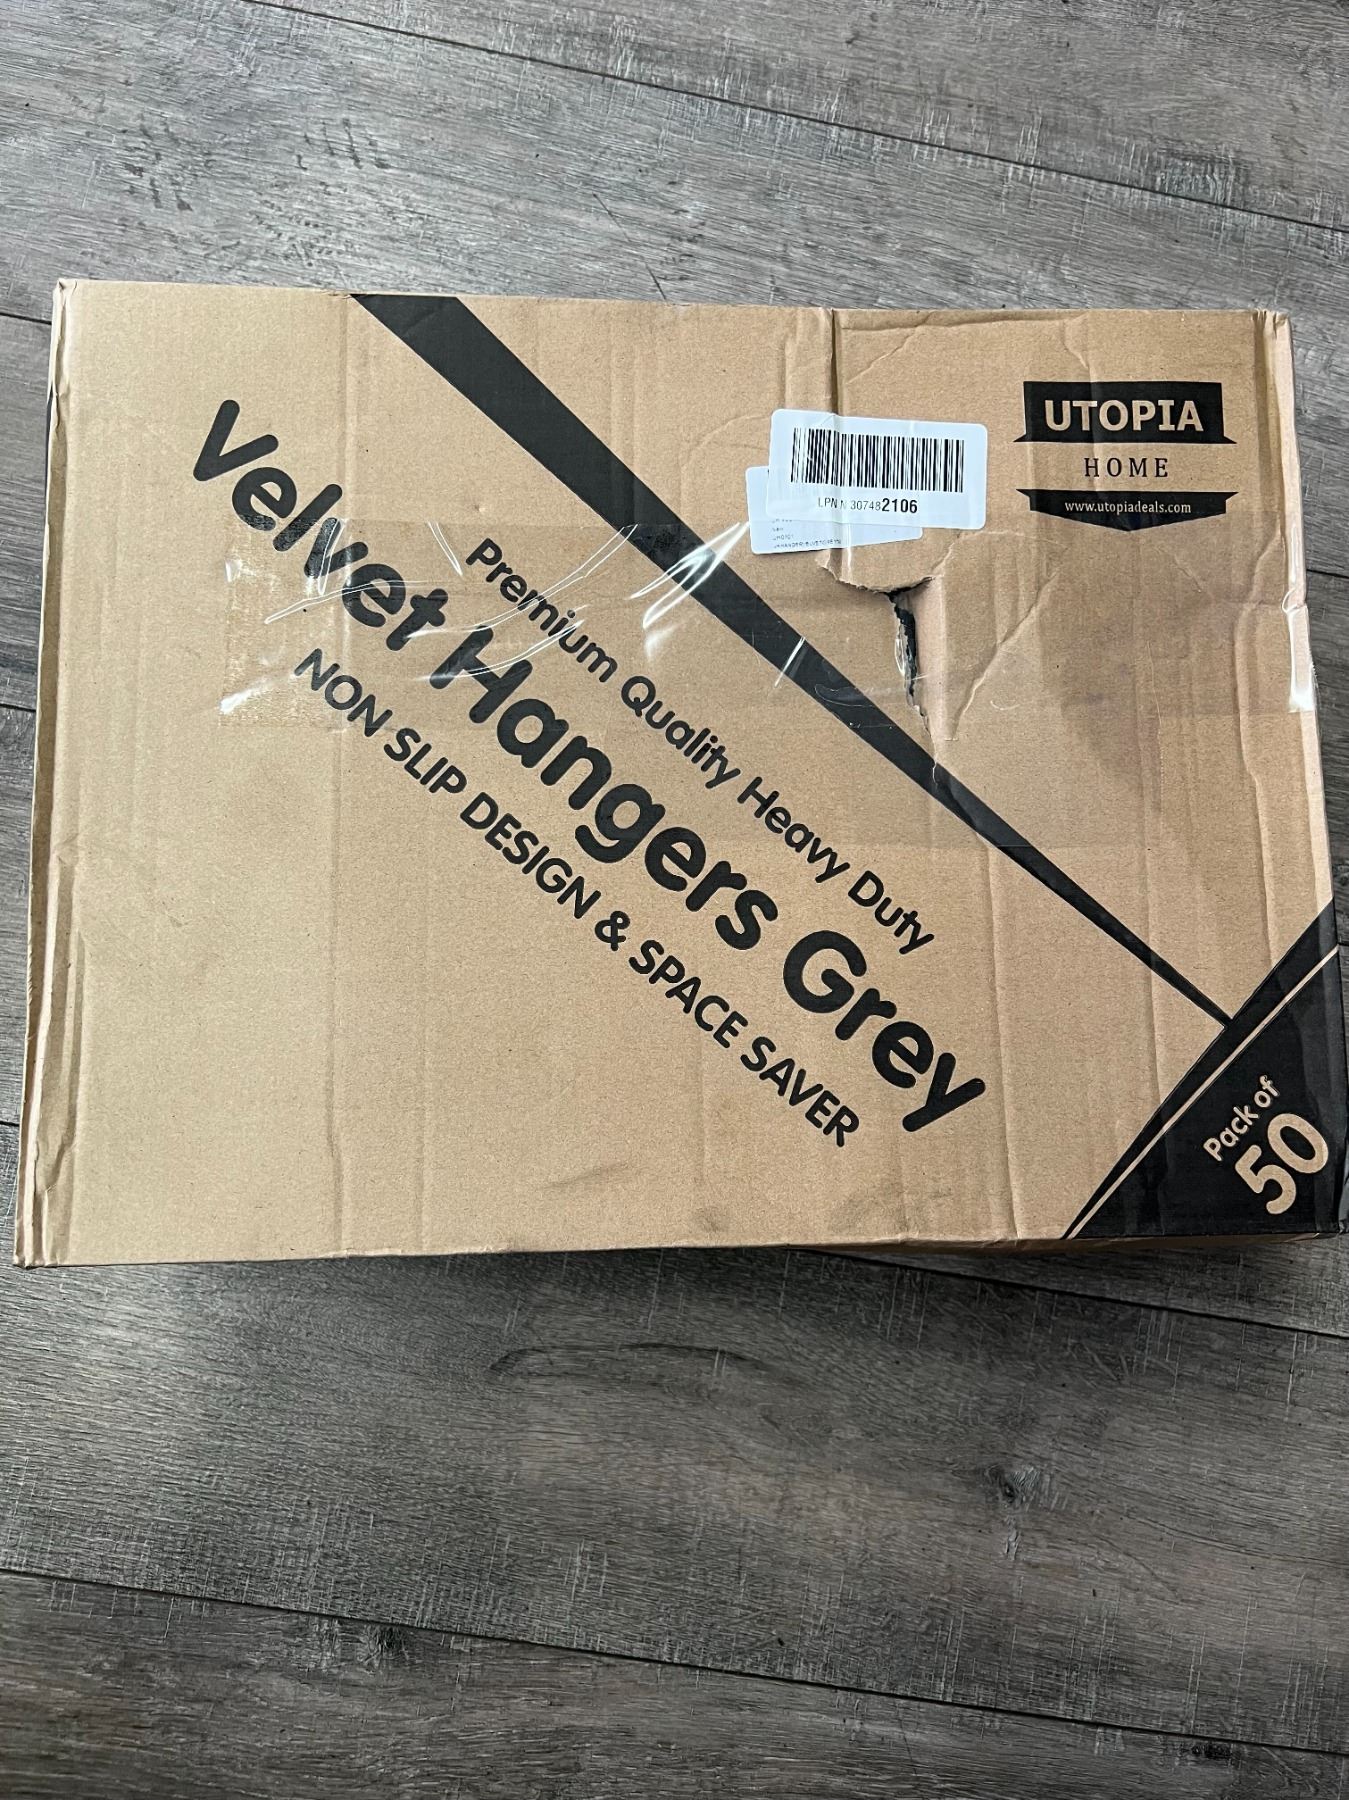 UTOPIA
HOME
www.utopiadeals.com
LPN N 307482106
Premium Quality Heavy Duty
Velvet Hangers Grey
NON SLIP DESIGN & SPACE SAVER
Pack of
50